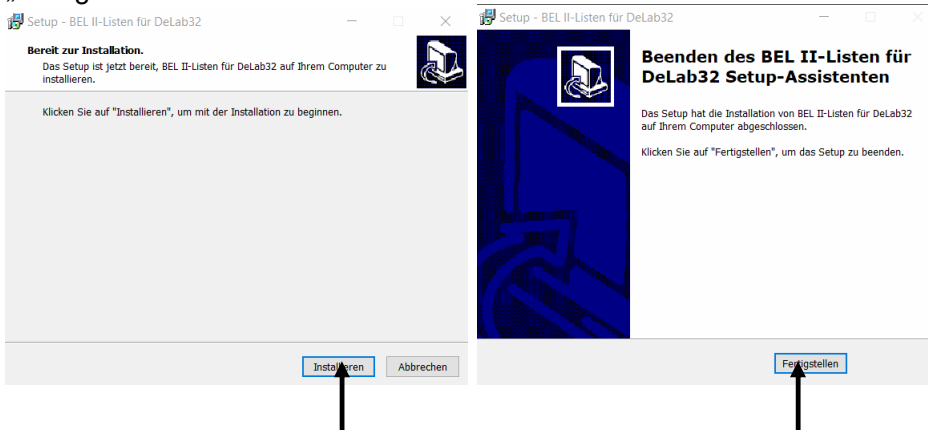 Setup - BEL II-Listen für DeLab32
Bereit zur Installation.
Das Setup ist jetzt bereit, BEL II-Listen für DeLab32 auf Ihrem Computer zu
installieren.
Klicken Sie auf "Installieren", um mit der Installation zu beginnen.
Installieren
Abbrechen
Setup - BEL II-Listen für DeLab32
Beenden des BEL II-Listen für
DeLab32 Setup-Assistenten
Das Setup hat die Installation von BEL II-Listen für DeLab32
auf Ihrem Computer abgeschlossen.
Klicken Sie auf "Fertigstellen", um das Setup zu beenden.
Fertigstellen